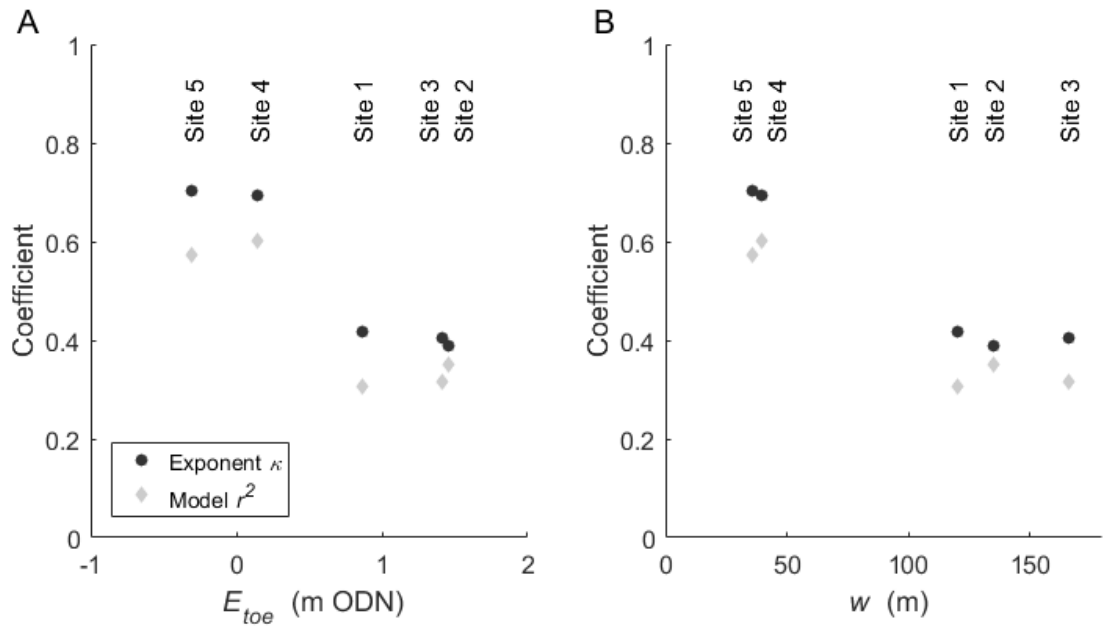 A
Coefficient
1
0.8
0.6
0.4
0.2
0
-1
0
1
2
E_toe (m ODN)
Site 5
Site 4
Site 1
Site 3
Site 2
Exponent κ
Model r²
B
Coefficient
1
0.8
0.6
0.4
0.2
0
0
50
100
150
w (m)
Site 5
Site 4
Site 1
Site 2
Site 3